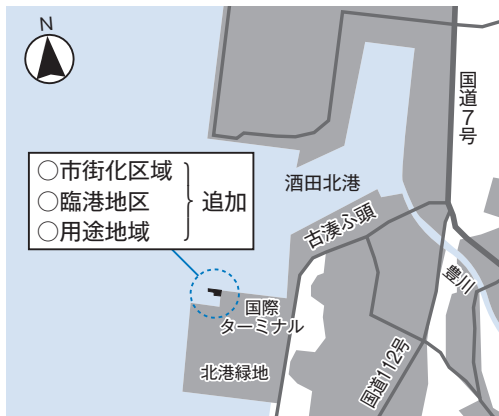 N
国道7号
○市街化区域
○臨港地区
○用途地域
追加
酒田北港
古湊ふ頭
豊川
国際
ターミナル
北港緑地
国道112号